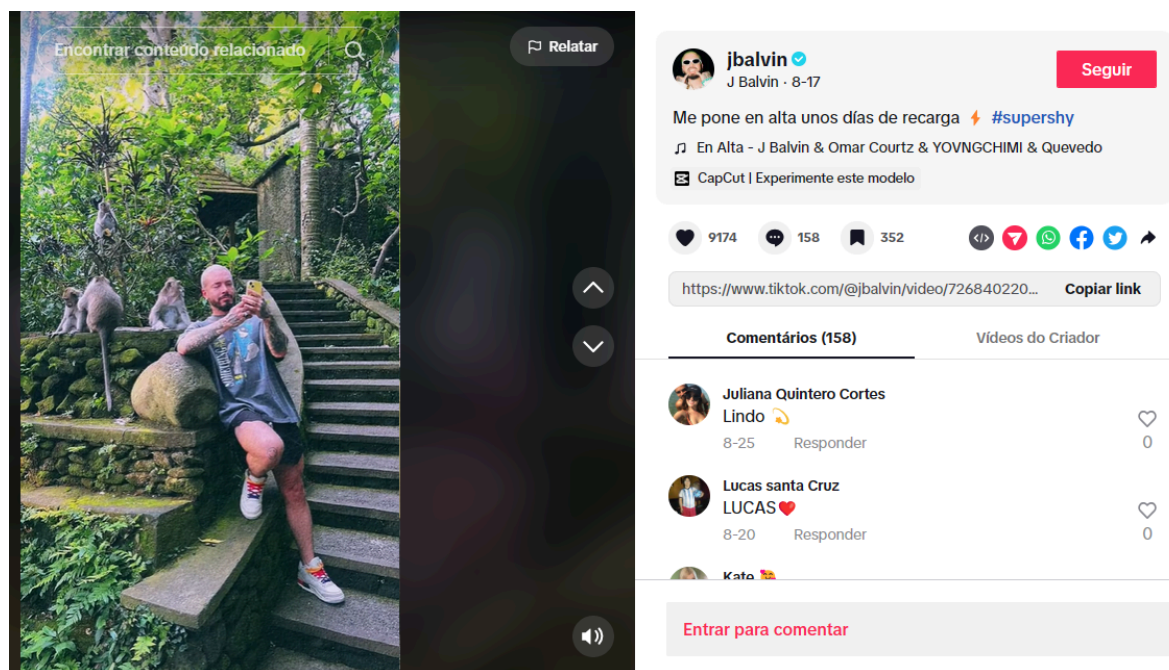 Encontrar conteúdo relacionado
Relatar
jbalvin
J Balvin · 8-17
Seguir
Me pone en alta unos días de recarga ⚡ #supershy
En Alta - J Balvin & Omar Courtz & YOVNGCHIMI & Quevedo
CapCut | Experimente este modelo
9174
158
352
https://www.tiktok.com/@jbalvin/video/726840220...
Copiar link
Comentários (158)
Vídeos do Criador
Juliana Quintero Cortes
Lindo 💫
8-25 Responder
0
Lucas santa Cruz
LUCAS❤️
8-20 Responder
0
Kate 🥰
Entrar para comentar